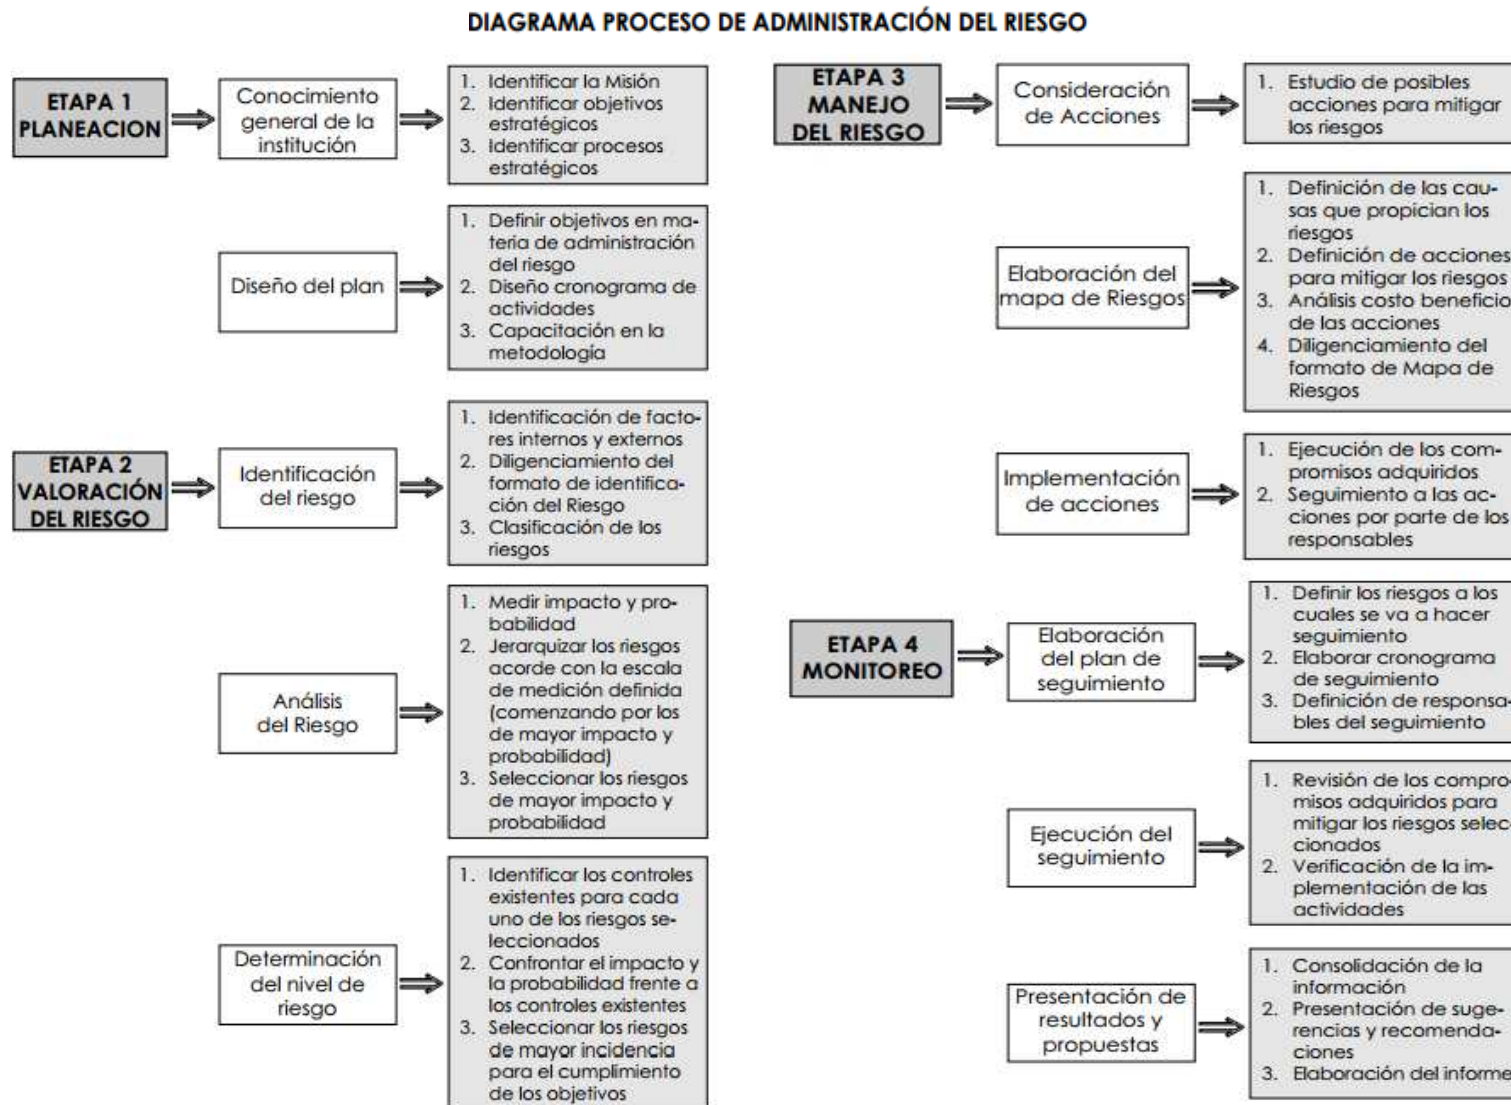 DIAGRAMA PROCESO DE ADMINISTRACIÓN DEL RIESGO
ETAPA 1
PLANEACION
Conocimiento
general de la
institución
1. Identificar la Misión
2. Identificar objetivos
estratégicos
3. Identificar procesos
estratégicos
Diseño del plan
1. Definir objetivos en ma-
teria de administración
del riesgo
2. Diseño cronograma de
actividades
3. Capacitación en la
metodología
ETAPA 2
VALORACIÓN
DEL RIESGO
Identificación
del riesgo
1. Identificación de facto-
res internos y externos
2. Diligenciamiento del
formato de identifica-
ción del Riesgo
3. Clasificación de los
riesgos
Análisis
del Riesgo
1. Medir impacto y pro-
babilidad
2. Jerarquizar los riesgos
acorde con la escala
de medición definida
(comenzando por los
de mayor impacto y
probabilidad)
3. Seleccionar los riesgos
de mayor impacto y
probabilidad
Determinación
del nivel de
riesgo
1. Identificar los controles
existentes para cada
uno de los riesgos se-
leccionados
2. Confrontar el impacto y
la probabilidad frente a
los controles existentes
3. Seleccionar los riesgos
de mayor incidencia
para el cumplimiento
de los objetivos
ETAPA 3
MANEJO
DEL RIESGO
Consideración
de Acciones
1. Estudio de posibles
acciones para mitigar
los riesgos
Elaboración del
mapa de Riesgos
1. Definición de las cau-
sas que propician los
riesgos
2. Definición de acciones
para mitigar los riesgos
3. Análisis costo beneficio
de las acciones
4. Diligenciamiento del
formato de Mapa de
Riesgos
Implementación
de acciones
1. Ejecución de los com-
promisos adquiridos
2. Seguimiento a las ac-
ciones por parte de los
responsables
ETAPA 4
MONITOREO
Elaboración
del plan de
seguimiento
1. Definir los riesgos a los
cuales se va a hacer
seguimiento
2. Elaborar cronograma
de seguimiento
3. Definición de responsa-
bles del seguimiento
Ejecución del
seguimiento
1. Revisión de los compro-
misos adquiridos para
mitigar los riesgos selec-
cionados
2. Verificación de la im-
plementación de las
actividades
Presentación de
resultados y
propuestas
1. Consolidación de la
información
2. Presentación de suge-
rencias y recomenda-
ciones
3. Elaboración del informe